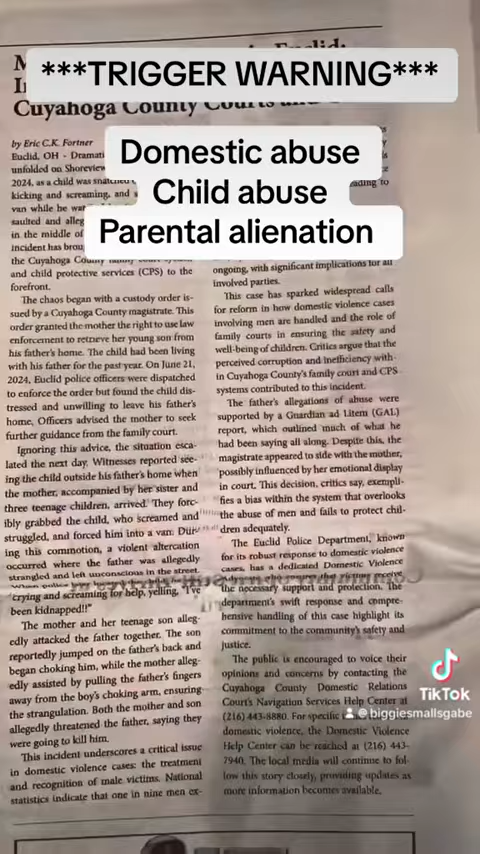 ***TRIGGER WARNING***
Domestic abuse
Child abuse
Parental alienation
Euclid:
Cuyahoga County Courts and
by Eric C.K. Fortner
Euclid, OH - Dramati
unfolded on Shoreview
2024, as a child was snatched
kicking and screaming, and s
van while he wa
saulted and alleg
in the middle of
incident has brou
the Cuyahoga County family court
and child protective services (CPS) to the
forefront.
The chaos began with a custody order is-
sued by a Cuyahoga County magistrate. This
order granted the mother the right to use law
enforcement to retrieve her young son from
his father's home. The child had been living
with his father for the past year. On June 21,
2024, Euclid police officers were dispatched
to enforce the order but found the child dis-
tressed and unwilling to leave his father's
home, Officers advised the mother to seek
further guidance from the family court.
Ignoring this advice, the situation esca-
lated the next day. Witnesses reported see-
ing the child outside his father's home when
the mother, accompanied by her sister and
three teenage children, arrived. They forc-
ibly grabbed the child, who screamed and
struggled, and forced him into a van. Dur-
ing this commotion, a violent altercation
occurred where the father was allegedly
strangled and left unconscious in the street.
crying and screaming for help, yelling, "I've
been kidnapped!!"
The mother and her teenage son alleg-
edly attacked the father together. The son
reportedly jumped on the father's back and
began choking him, while the mother alleg-
edly assisted by pulling the father's fingers
away from the boy's choking arm, ensuring
the strangulation. Both the mother and son
allegedly threatened the father, saying they
were going to kill him.
This incident underscores a critical issue
in domestic violence cases: the treatment
and recognition of male victims. National
statistics indicate that one in nine men ex-
ading to
ongoing, with significant implications for all
involved parties.
This case has sparked widespread calls
for reform in how domestic violence cases
involving men are handled and the role of
family courts in ensuring the safety and
well-being of children. Critics argue that the
perceived corruption and inefficiency with-
in Cuyahoga County's family court and CPS
systems contributed to this incident.
The father's allegations of abuse were
supported by a Guardian ad Litem (GAL)
report, which outlined much of what he
had been saying all along. Despite this, the
magistrate appeared to side with the mother,
possibly influenced by her emotional display
in court. This decision, critics say, exempli-
fies a bias within the system that overlooks
the abuse of men and fails to protect chil-
dren adequately.
The Euclid Police Department, known
for its robust response to domestic violence
cases, has a dedicated Domestic Violence
the necessary support and protection. The
department's swift response and compre-
hensive handling of this case highlight its
commitment to the community's safety and
justice.
The public is encouraged to voice their
opinions and concerns by contacting the
Cuyahoga County Domestic Relations
Court's Navigation Services Help Center at
(216) 443-8880. For specific
domestic violence, the Domestic Violence
Help Center can be reached at (216) 443-
7940. The local media will continue to fol-
low this story closely, providing updates as
more information becomes available.
TikTok
@biggiesmallsgabe